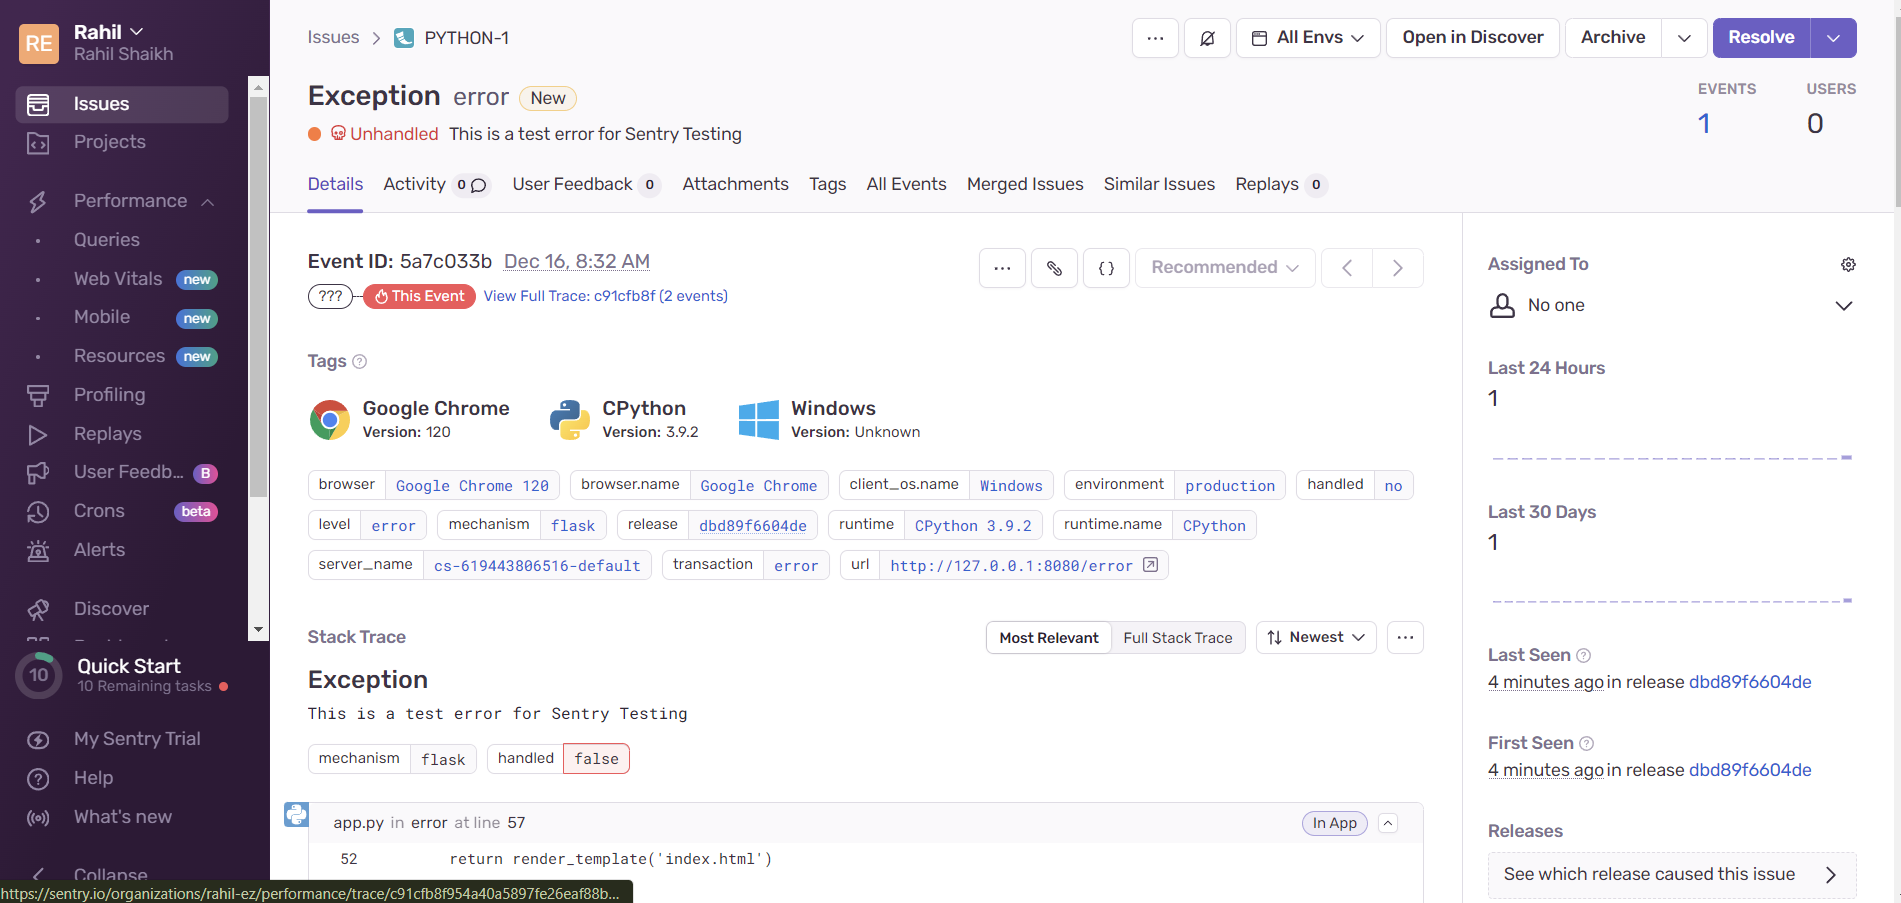 RE
Rahil
Rahil Shaikh
Issues
Projects
Performance
Queries
Web Vitals new
Mobile new
Resources new
Profiling
Replays
User Feedb... B
Crons beta
Alerts
Discover
10
Quick Start
10 Remaining tasks
My Sentry Trial
Help
What's new
Collapse
https://sentry.io/organizations/rahil-ez/performance/trace/c91cfb8f954a40a5897fe26eaf88b...
Issues > PYTHON-1
... All Envs Open in Discover Archive Resolve
Exception error New
EVENTS USERS
1 0
Unhandled This is a test error for Sentry Testing
Details Activity 0 User Feedback 0 Attachments Tags All Events Merged Issues Similar Issues Replays 0
Event ID: 5a7c033b Dec 16, 8:32 AM
... {} Recommended < >
??? This Event View Full Trace: c91cfb8f (2 events)
Tags ?
Google Chrome CPython Windows
Version: 120 Version: 3.9.2 Version: Unknown
browser Google Chrome 120 browser.name Google Chrome client_os.name Windows environment production handled no
level error mechanism flask release dbd89f6604de runtime CPython 3.9.2 runtime.name CPython
server_name cs-619443806516-default transaction error url http://127.0.0.1:8080/error
Stack Trace Most Relevant Full Stack Trace Newest ...
Exception
This is a test error for Sentry Testing
mechanism flask handled false
app.py in error at line 57 In App
52 return render_template('index.html')
Assigned To
No one
Last 24 Hours
1
Last 30 Days
1
Last Seen ?
4 minutes ago in release dbd89f6604de
First Seen ?
4 minutes ago in release dbd89f6604de
Releases
See which release caused this issue >